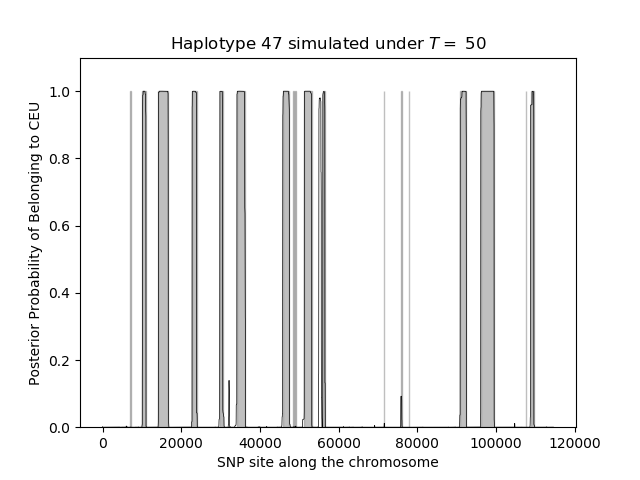 Haplotype 47 simulated under T = 50
Posterior Probability of Belonging to CEU
1.0
0.8
0.6
0.4
0.2
0.0
0 20000 40000 60000 80000 100000 120000
SNP site along the chromosome